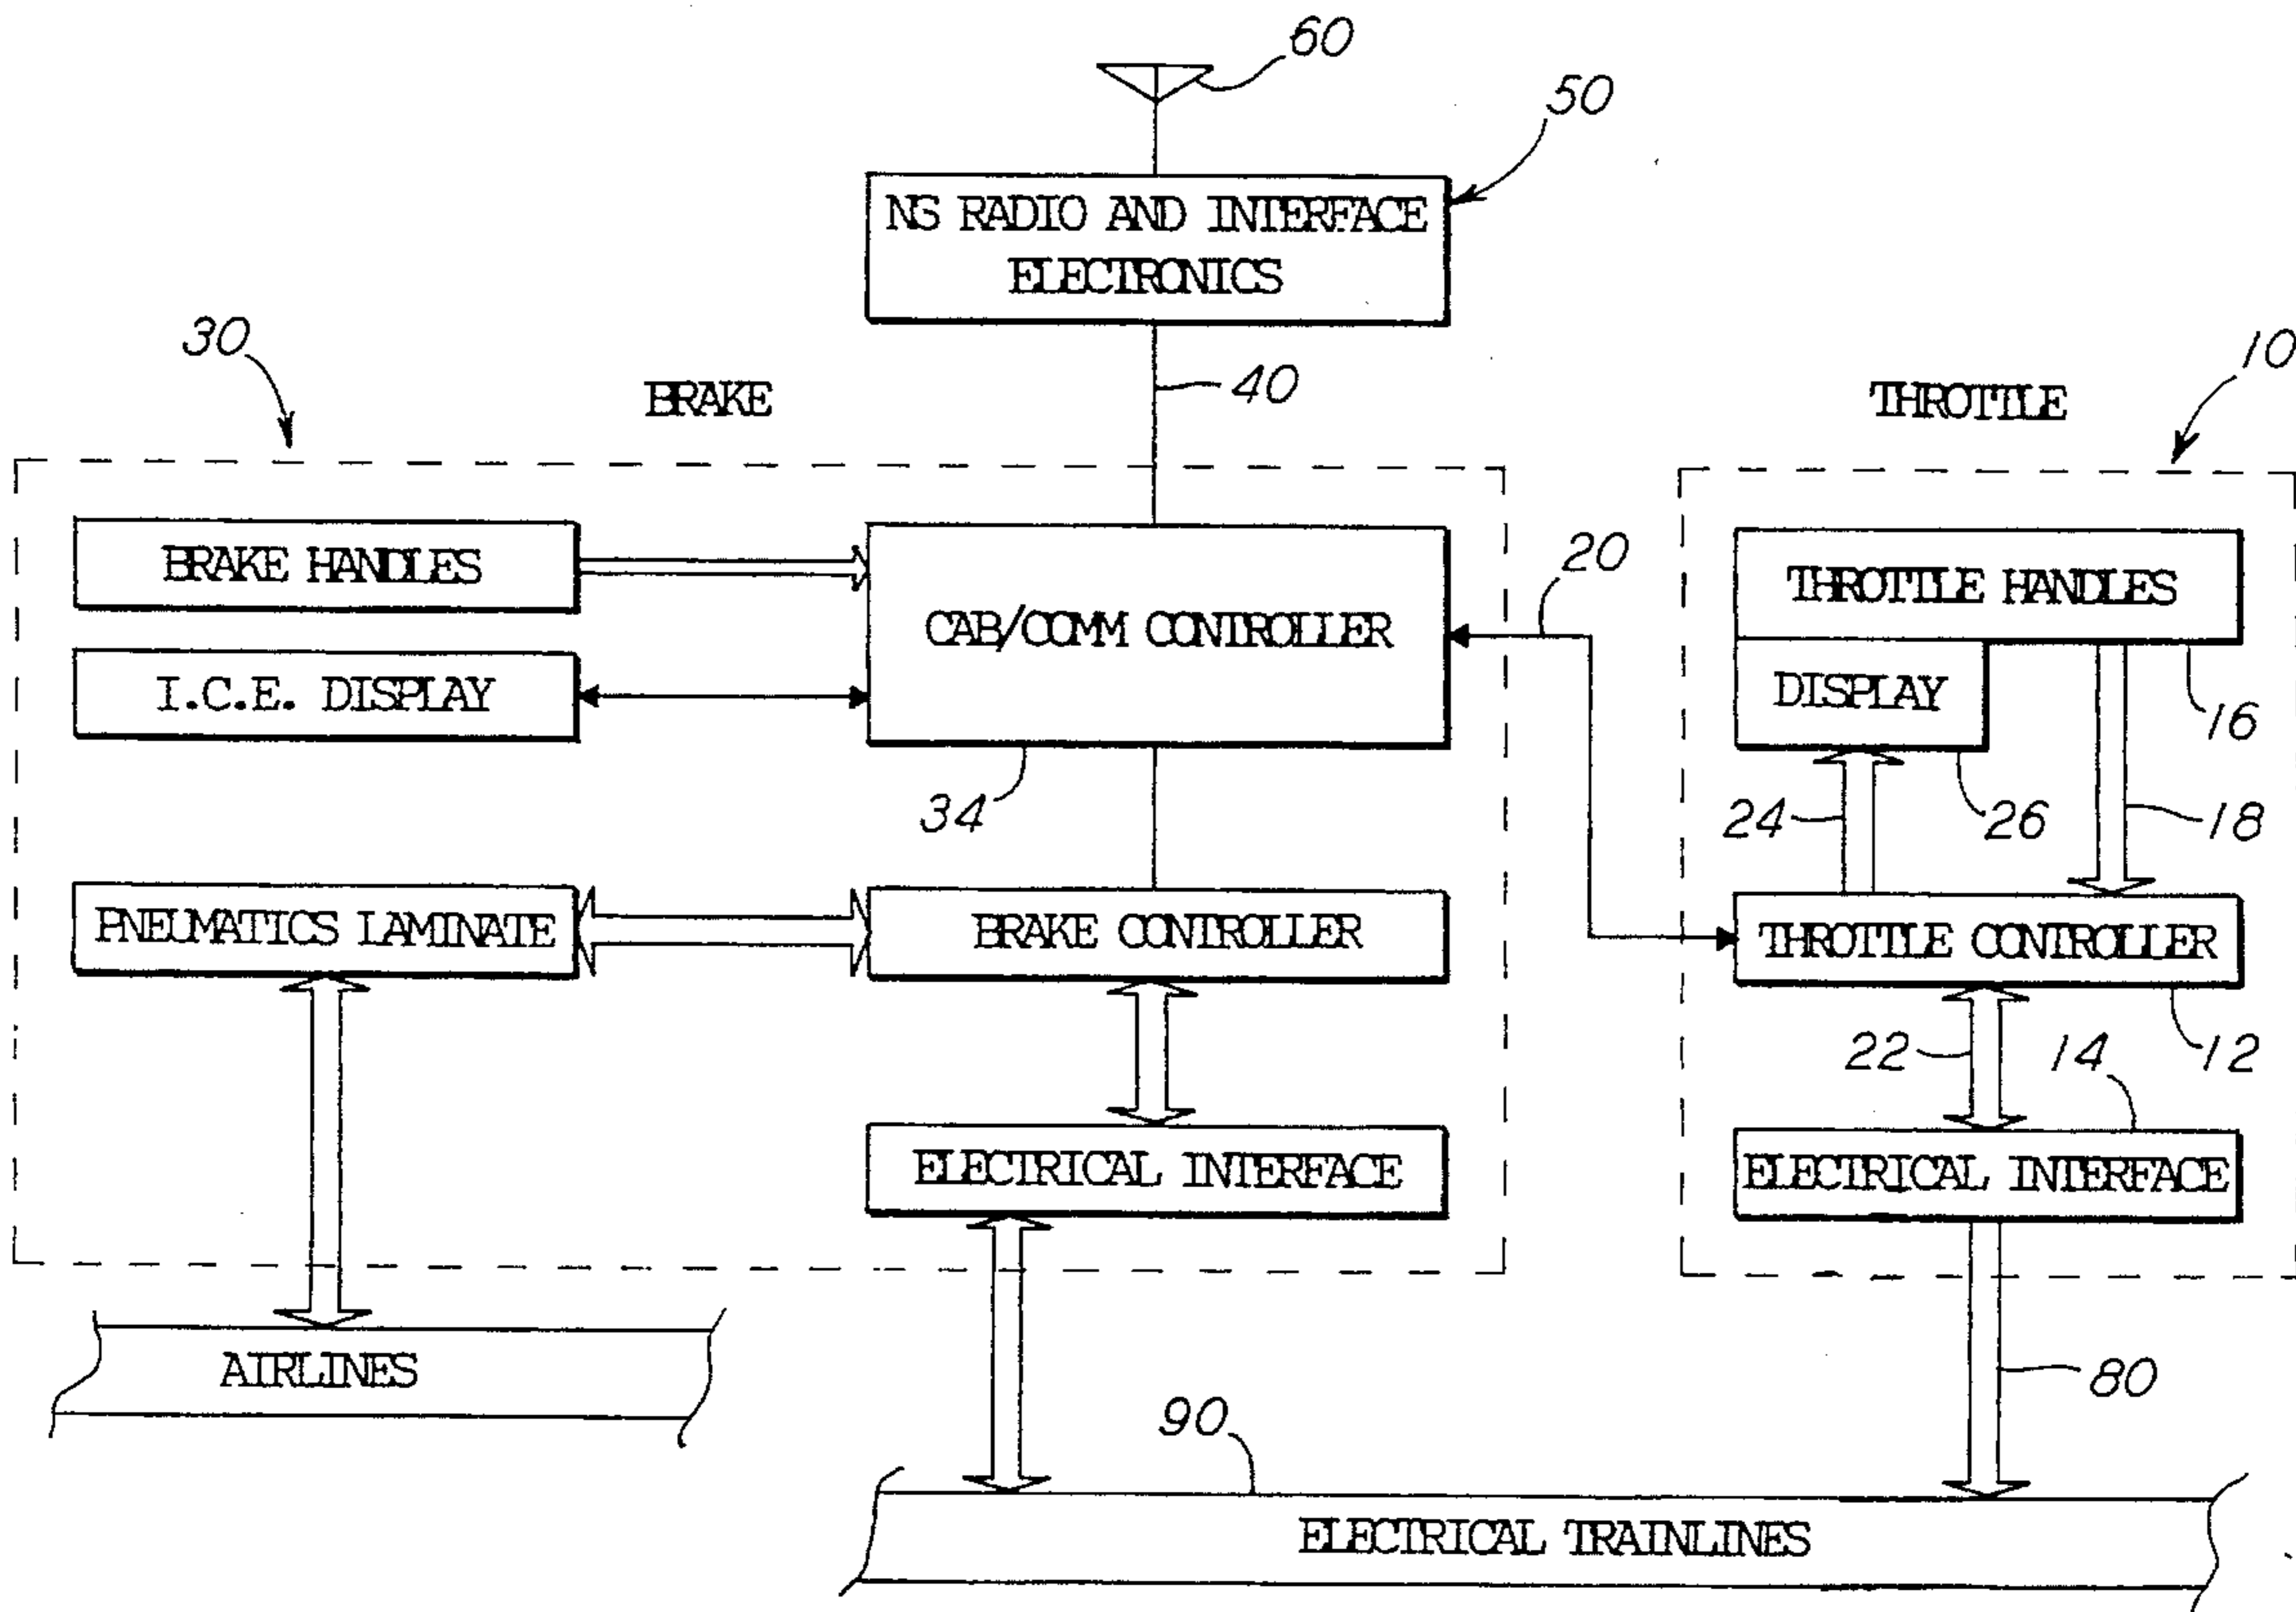 60
50
NS RADIO AND INTERFACE
ELECTRONICS
30
10
40
BRAKE
THROTTLE
BRAKE HANDLES
20
THROTTLE HANDLES
CAB/COMM CONTROLLER
I.C.E. DISPLAY
DISPLAY
16
34
24
26
18
PNEUMATICS LAMINATE
BRAKE CONTROLLER
THROTTLE CONTROLLER
22
14
12
ELECTRICAL INTERFACE
ELECTRICAL INTERFACE
AIRLINES
80
90
ELECTRICAL TRAINLINES